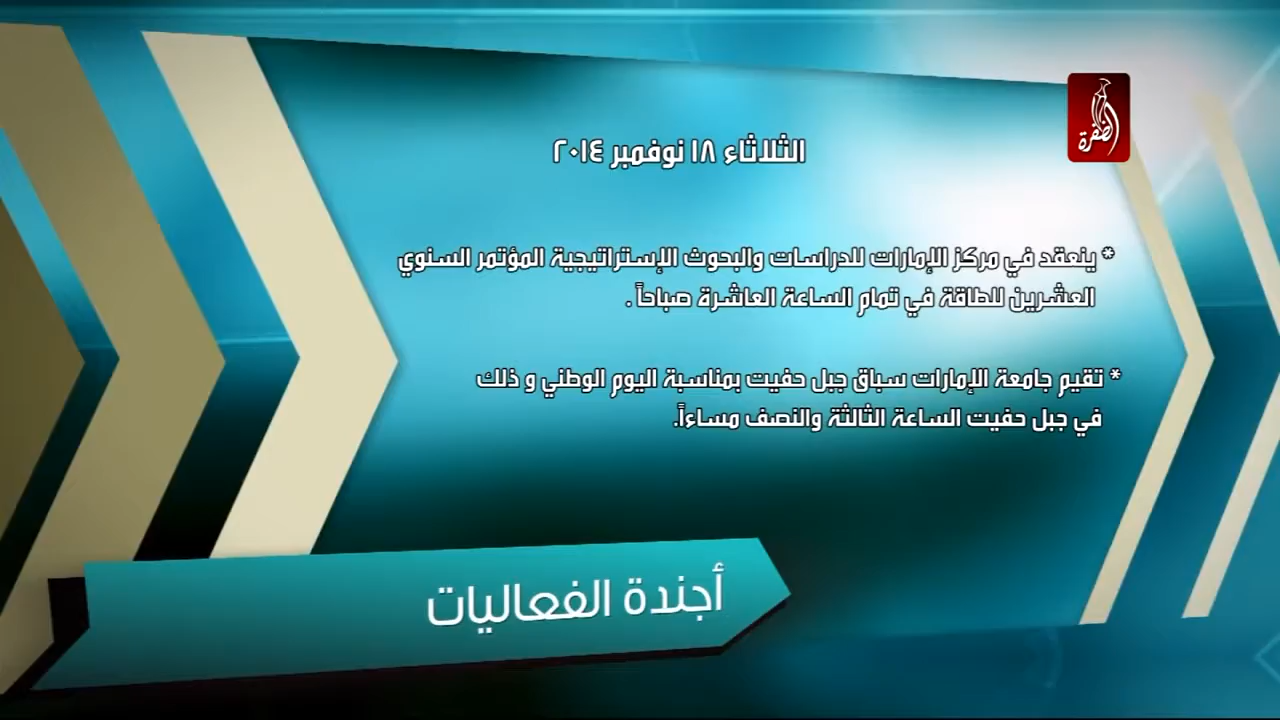 الظفرة
الثلاثاء ١٨ نوفمبر ٢٠١٤
* ينعقد في مركز الإمارات للدراسات والبحوث الإستراتيجية المؤتمر السنوي
العشرين للطاقة في تمام الساعة العاشرة صباحاً .
* تقيم جامعة الإمارات سباق جبل حفيت بمناسبة اليوم الوطني و ذلك
في جبل حفيت الساعة الثالثة والنصف مساءاً.
أجندة الفعاليات